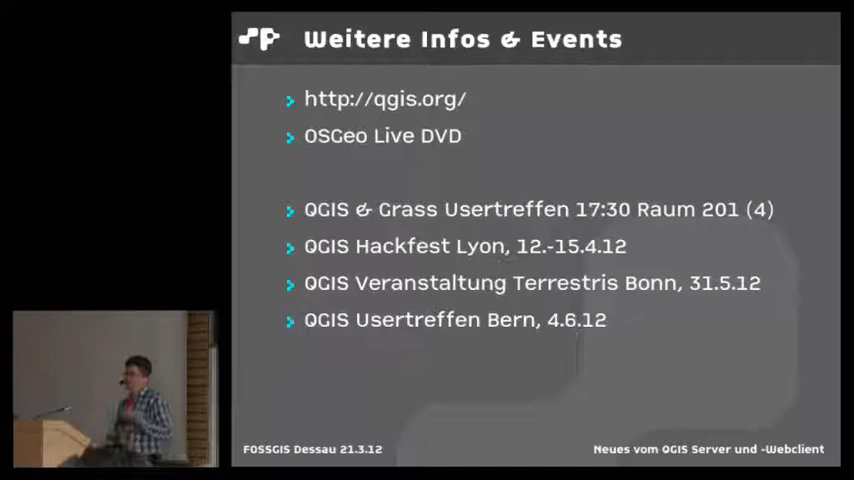 Weitere Infos & Events
http://qgis.org/
OSGeo Live DVD
QGIS & Grass Usertreffen 17:30 Raum 201 (4)
QGIS Hackfest Lyon, 12.-15.4.12
QGIS Veranstaltung Terrestris Bonn, 31.5.12
QGIS Usertreffen Bern, 4.6.12
FOSSGIS Dessau 21.3.12
Neues vom QGIS Server und -Webclient